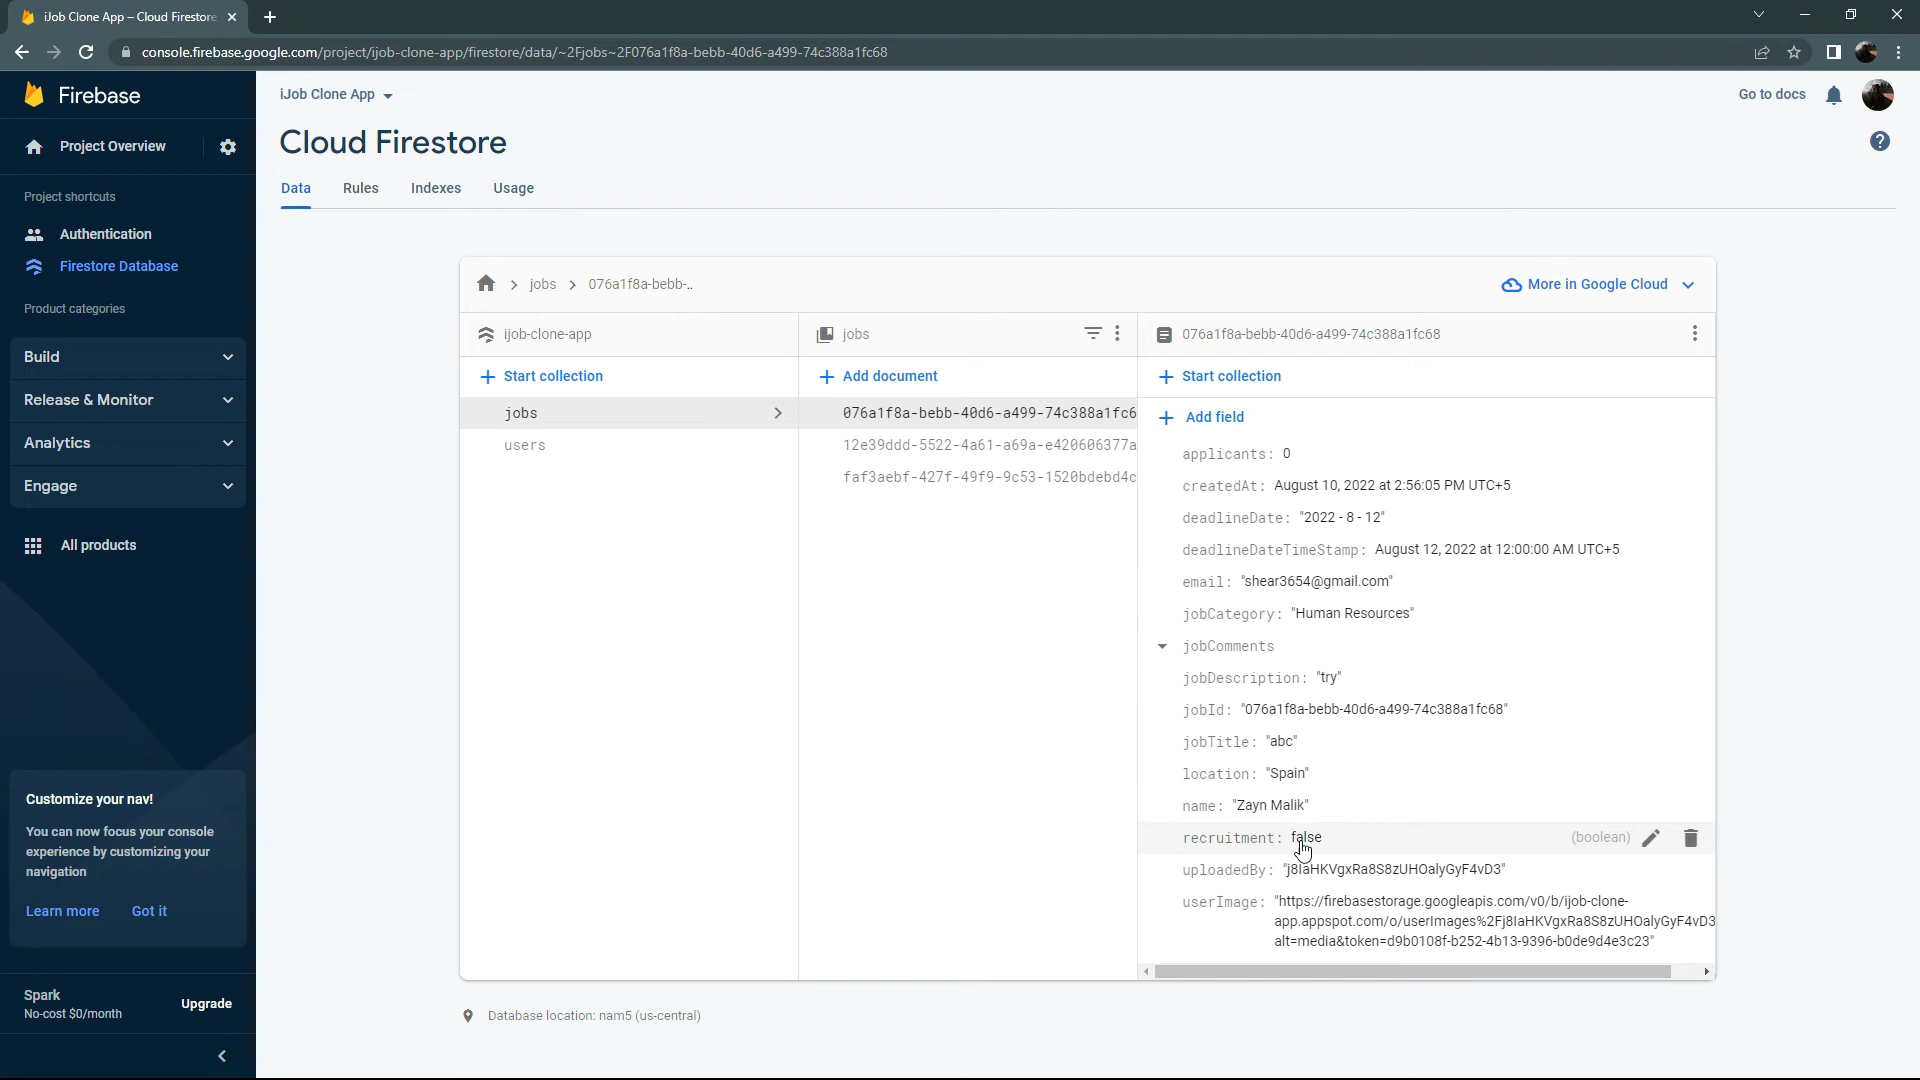 iJob Clone App – Cloud Firestore
console.firebase.google.com/project/ijob-clone-app/firestore/data/~2Fjobs~2F076a1f8a-bebb-40d6-a499-74c388a1fc68
Firebase
Project Overview
Project shortcuts
Authentication
Firestore Database
Product categories
Build
Release & Monitor
Analytics
Engage
All products
Customize your nav!
You can now focus your console
experience by customizing your
navigation
Learn more Got it
Spark
No-cost $0/month
Upgrade
iJob Clone App
Go to docs
Cloud Firestore
Data Rules Indexes Usage
jobs 076a1f8a-bebb-..
More in Google Cloud
ijob-clone-app
Start collection
jobs
users
jobs
Add document
076a1f8a-bebb-40d6-a499-74c388a1fc6
12e39ddd-5522-4a61-a69a-e420606377a
faf3aebf-427f-49f9-9c53-1520bdebd4c
076a1f8a-bebb-40d6-a499-74c388a1fc68
Start collection
Add field
applicants: 0
createdAt: August 10, 2022 at 2:56:05 PM UTC+5
deadlineDate: "2022 - 8 - 12"
deadlineDateTimeStamp: August 12, 2022 at 12:00:00 AM UTC+5
email: "shear3654@gmail.com"
jobCategory: "Human Resources"
jobComments
jobDescription: "try"
jobId: "076a1f8a-bebb-40d6-a499-74c388a1fc68"
jobTitle: "abc"
location: "Spain"
name: "Zayn Malik"
recruitment: false (boolean)
uploadedBy: "j8IaHKVgxRa8S8zUHOalyGyF4vD3"
userImage: "https://firebasestorage.googleapis.com/v0/b/ijob-clone-
app.appspot.com/o/userImages%2Fj8IaHKVgxRa8S8zUHOalyGyF4vD3
alt=media&token=d9b0108f-b252-4b13-9396-b0de9d4e3c23"
Database location: nam5 (us-central)